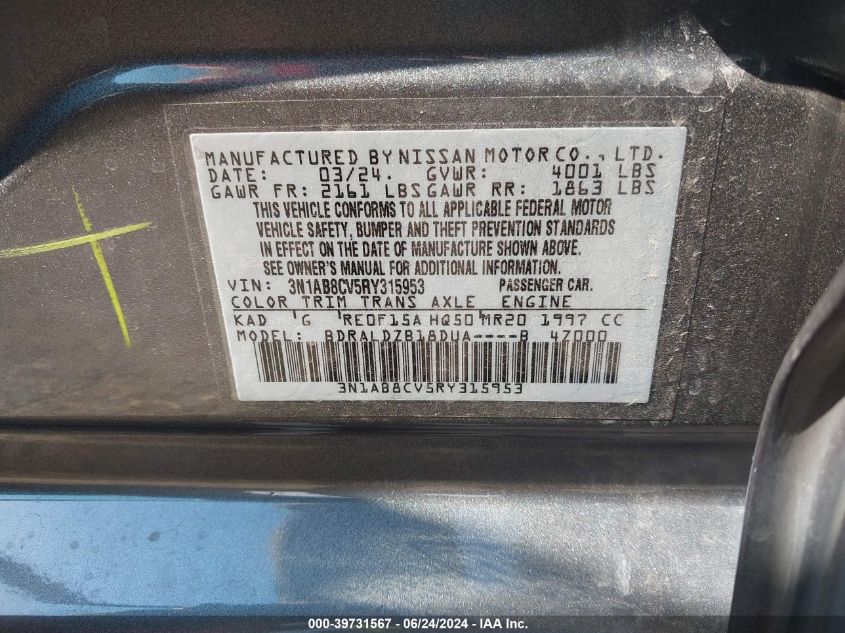 MANUFACTURED BY NISSAN MOTOR CO., LTD.
DATE: 03/24. GVWR: 4001 LBS
GAWR FR: 2161 LBS GAWR RR: 1863 LBS
THIS VEHICLE CONFORMS TO ALL APPLICABLE FEDERAL MOTOR
VEHICLE SAFETY, BUMPER AND THEFT PREVENTION STANDARDS
IN EFFECT ON THE DATE OF MANUFACTURE SHOWN ABOVE.
SEE OWNER'S MANUAL FOR ADDITIONAL INFORMATION.
VIN: 3N1AB8CV5RY315953 PASSENGER CAR.
COLOR TRIM TRANS AXLE ENGINE
KAD G RE0F15A HQ50 MR20 1997 CC
MODEL: BDRALDZB18DUA----B 47000
3N1AB8CV5RY315953
000-39731567 - 06/24/2024 - IAA Inc.